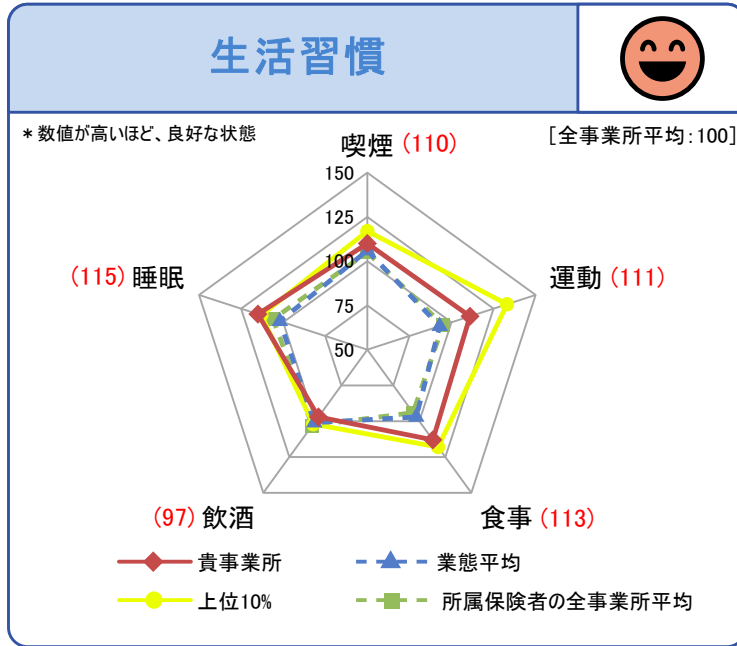 生活習慣
*数値が高いほど、良好な状態
[全事業所平均:100]
喫煙 (110)
150
125
100
75
50
(115) 睡眠
運動 (111)
(97) 飲酒
食事 (113)
貴事業所
業態平均
上位10%
所属保険者の全事業所平均